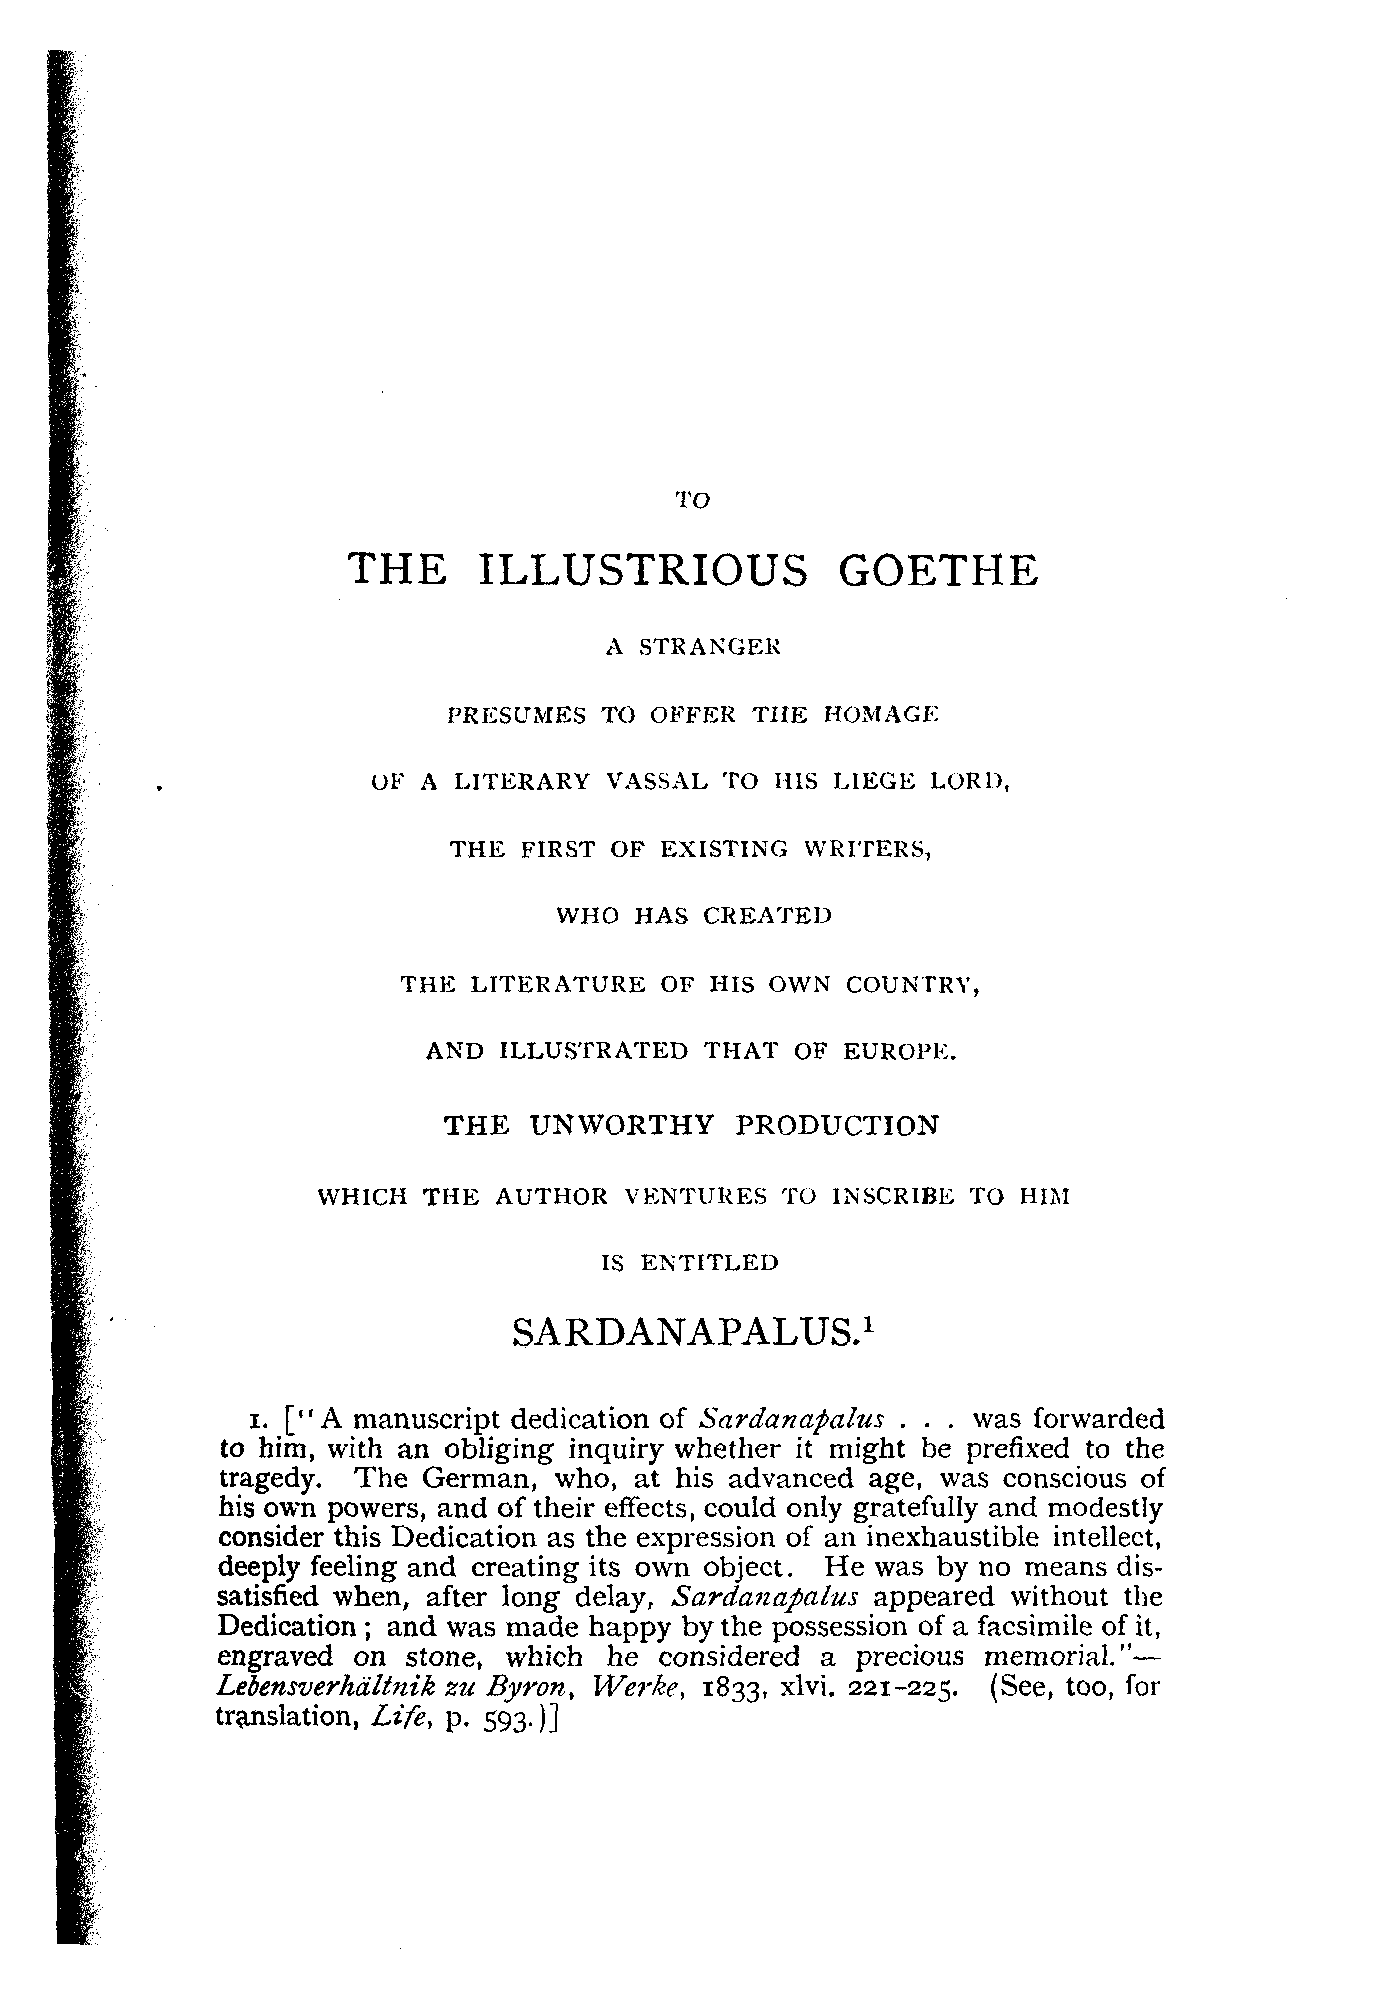 TO
THE ILLUSTRIOUS GOETHE
A STRANGER
PRESUMES TO OFFER THE HOMAGE
OF A LITERARY VASSAL TO HIS LIEGE LORD,
THE FIRST OF EXISTING WRITERS,
WHO HAS CREATED
THE LITERATURE OF HIS OWN COUNTRY,
AND ILLUSTRATED THAT OF EUROPE.
THE UNWORTHY PRODUCTION
WHICH THE AUTHOR VENTURES TO INSCRIBE TO HIM
IS ENTITLED
SARDANAPALUS.¹
1. ["A manuscript dedication of Sardanapalus . . . was forwarded
to him, with an obliging inquiry whether it might be prefixed to the
tragedy. The German, who, at his advanced age, was conscious of
his own powers, and of their effects, could only gratefully and modestly
consider this Dedication as the expression of an inexhaustible intellect,
deeply feeling and creating its own object. He was by no means dis-
satisfied when, after long delay, Sardanapalus appeared without the
Dedication; and was made happy by the possession of a facsimile of it,
engraved on stone, which he considered a precious memorial."—
Lebensverhältnik zu Byron, Werke, 1833, xlvi. 221-225. (See, too, for
translation, Life, p. 593.)]